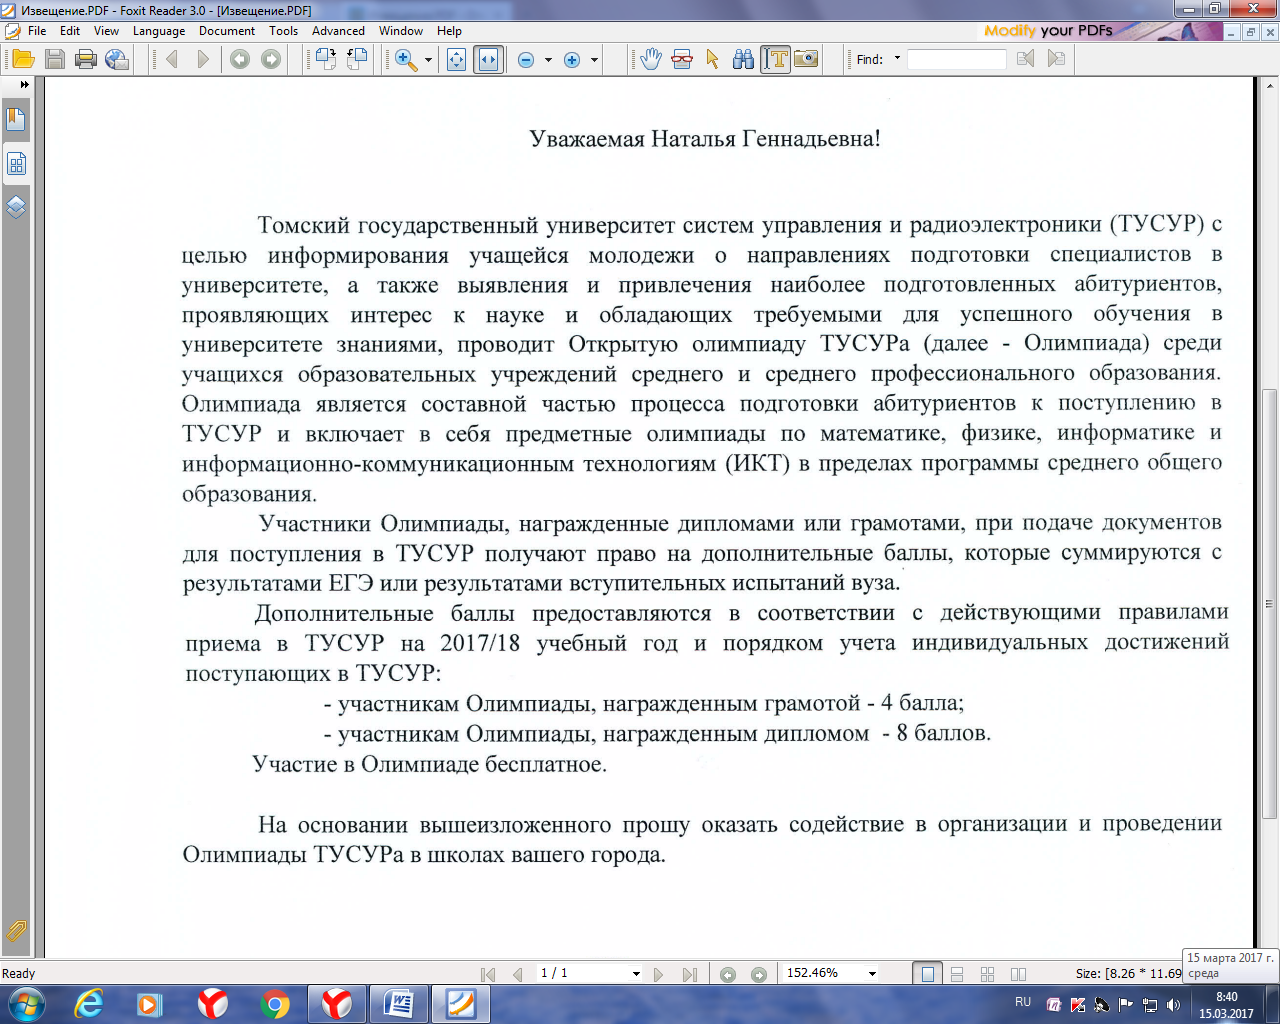 Извещение.PDF - Foxit Reader 3.0 - [Извещение.PDF]
File Edit View Language Document Tools Advanced Window Help
Modify your PDFs
Find:
Уважаемая Наталья Геннадьевна!
Томский государственный университет систем управления и радиоэлектроники (ТУСУР) с
целью информирования учащейся молодежи о направлениях подготовки специалистов в
университете, а также выявления и привлечения наиболее подготовленных абитуриентов,
проявляющих интерес к науке и обладающих требуемыми для успешного обучения в
университете знаниями, проводит Открытую олимпиаду ТУСУРа (далее - Олимпиада) среди
учащихся образовательных учреждений среднего и среднего профессионального образования.
Олимпиада является составной частью процесса подготовки абитуриентов к поступлению в
ТУСУР и включает в себя предметные олимпиады по математике, физике, информатике и
информационно-коммуникационным технологиям (ИКТ) в пределах программы среднего общего
образования.
Участники Олимпиады, награжденные дипломами или грамотами, при подаче документов
для поступления в ТУСУР получают право на дополнительные баллы, которые суммируются с
результатами ЕГЭ или результатами вступительных испытаний вуза.
Дополнительные баллы предоставляются в соответствии с действующими правилами
приема в ТУСУР на 2017/18 учебный год и порядком учета индивидуальных достижений
поступающих в ТУСУР:
- участникам Олимпиады, награжденным грамотой - 4 балла;
- участникам Олимпиады, награжденным дипломом - 8 баллов.
Участие в Олимпиаде бесплатное.
На основании вышеизложенного прошу оказать содействие в организации и проведении
Олимпиады ТУСУРа в школах вашего города.
Ready
1 / 1
152.46%
Size: [8.26 * 11.69
15 марта 2017 г.
среда
RU
8:40
15.03.2017